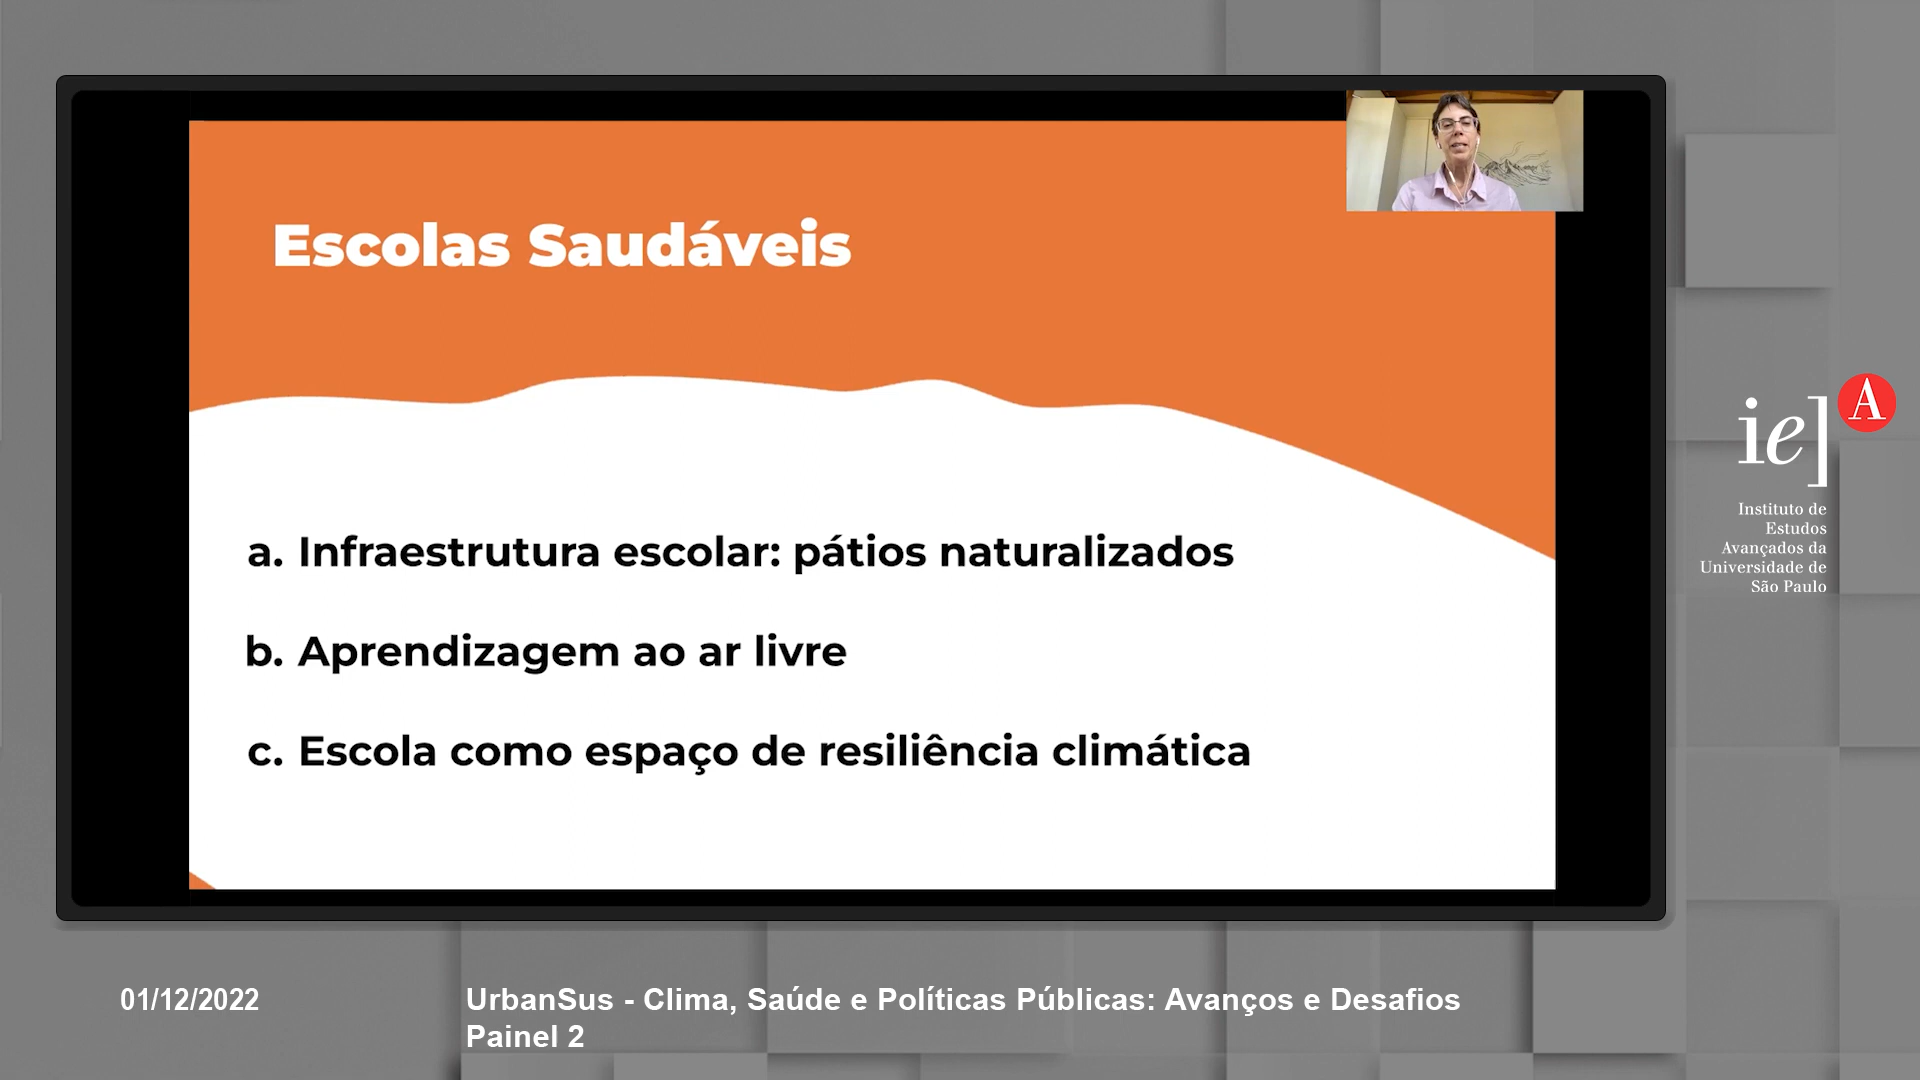 Escolas Saudáveis
a. Infraestrutura escolar: pátios naturalizados
b. Aprendizagem ao ar livre
c. Escola como espaço de resiliência climática
ie]A
Instituto de
Estudos
Avançados da
Universidade de
São Paulo
01/12/2022
UrbanSus - Clima, Saúde e Políticas Públicas: Avanços e Desafios
Painel 2